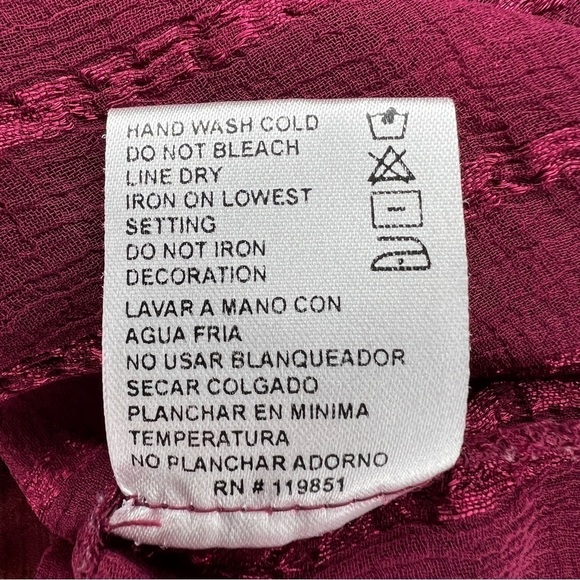 HAND WASH COLD
DO NOT BLEACH
LINE DRY
IRON ON LOWEST
SETTING
DO NOT IRON
DECORATION
LAVAR A MANO CON
AGUA FRIA
NO USAR BLANQUEADOR
SECAR COLGADO
PLANCHAR EN MINIMA
TEMPERATURA
NO PLANCHAR ADORNO
RN # 119851